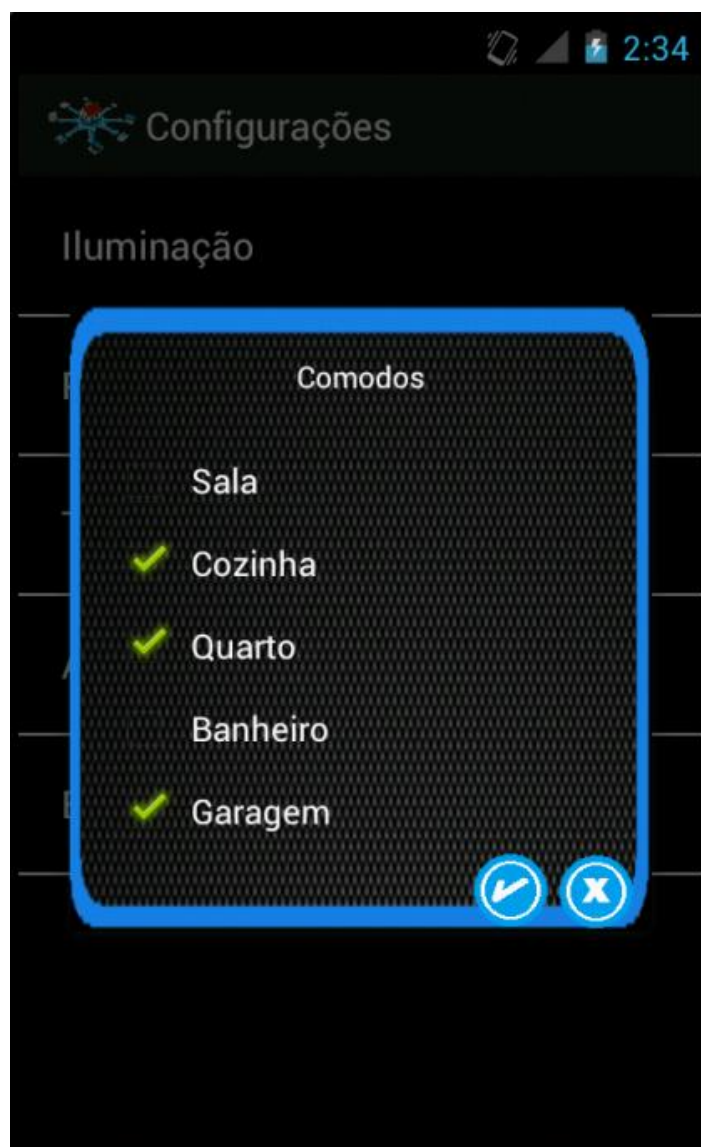 2:34
Configurações
Iluminação
Comodos
Sala
Cozinha
Quarto
Banheiro
Garagem